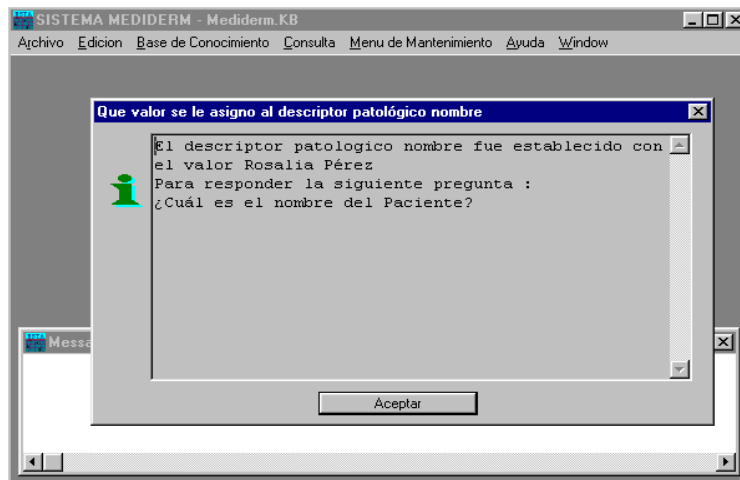 SISTEMA MEDIDERM - Mediderm.KB
Archivo Edicion Base de Conocimiento Consulta Menu de Mantenimiento Ayuda Window
Que valor se le asigno al descriptor patológico nombre
El descriptor patologico nombre fue establecido con
el valor Rosalia Pérez
Para responder la siguiente pregunta :
¿Cuál es el nombre del Paciente?
Messa
Aceptar